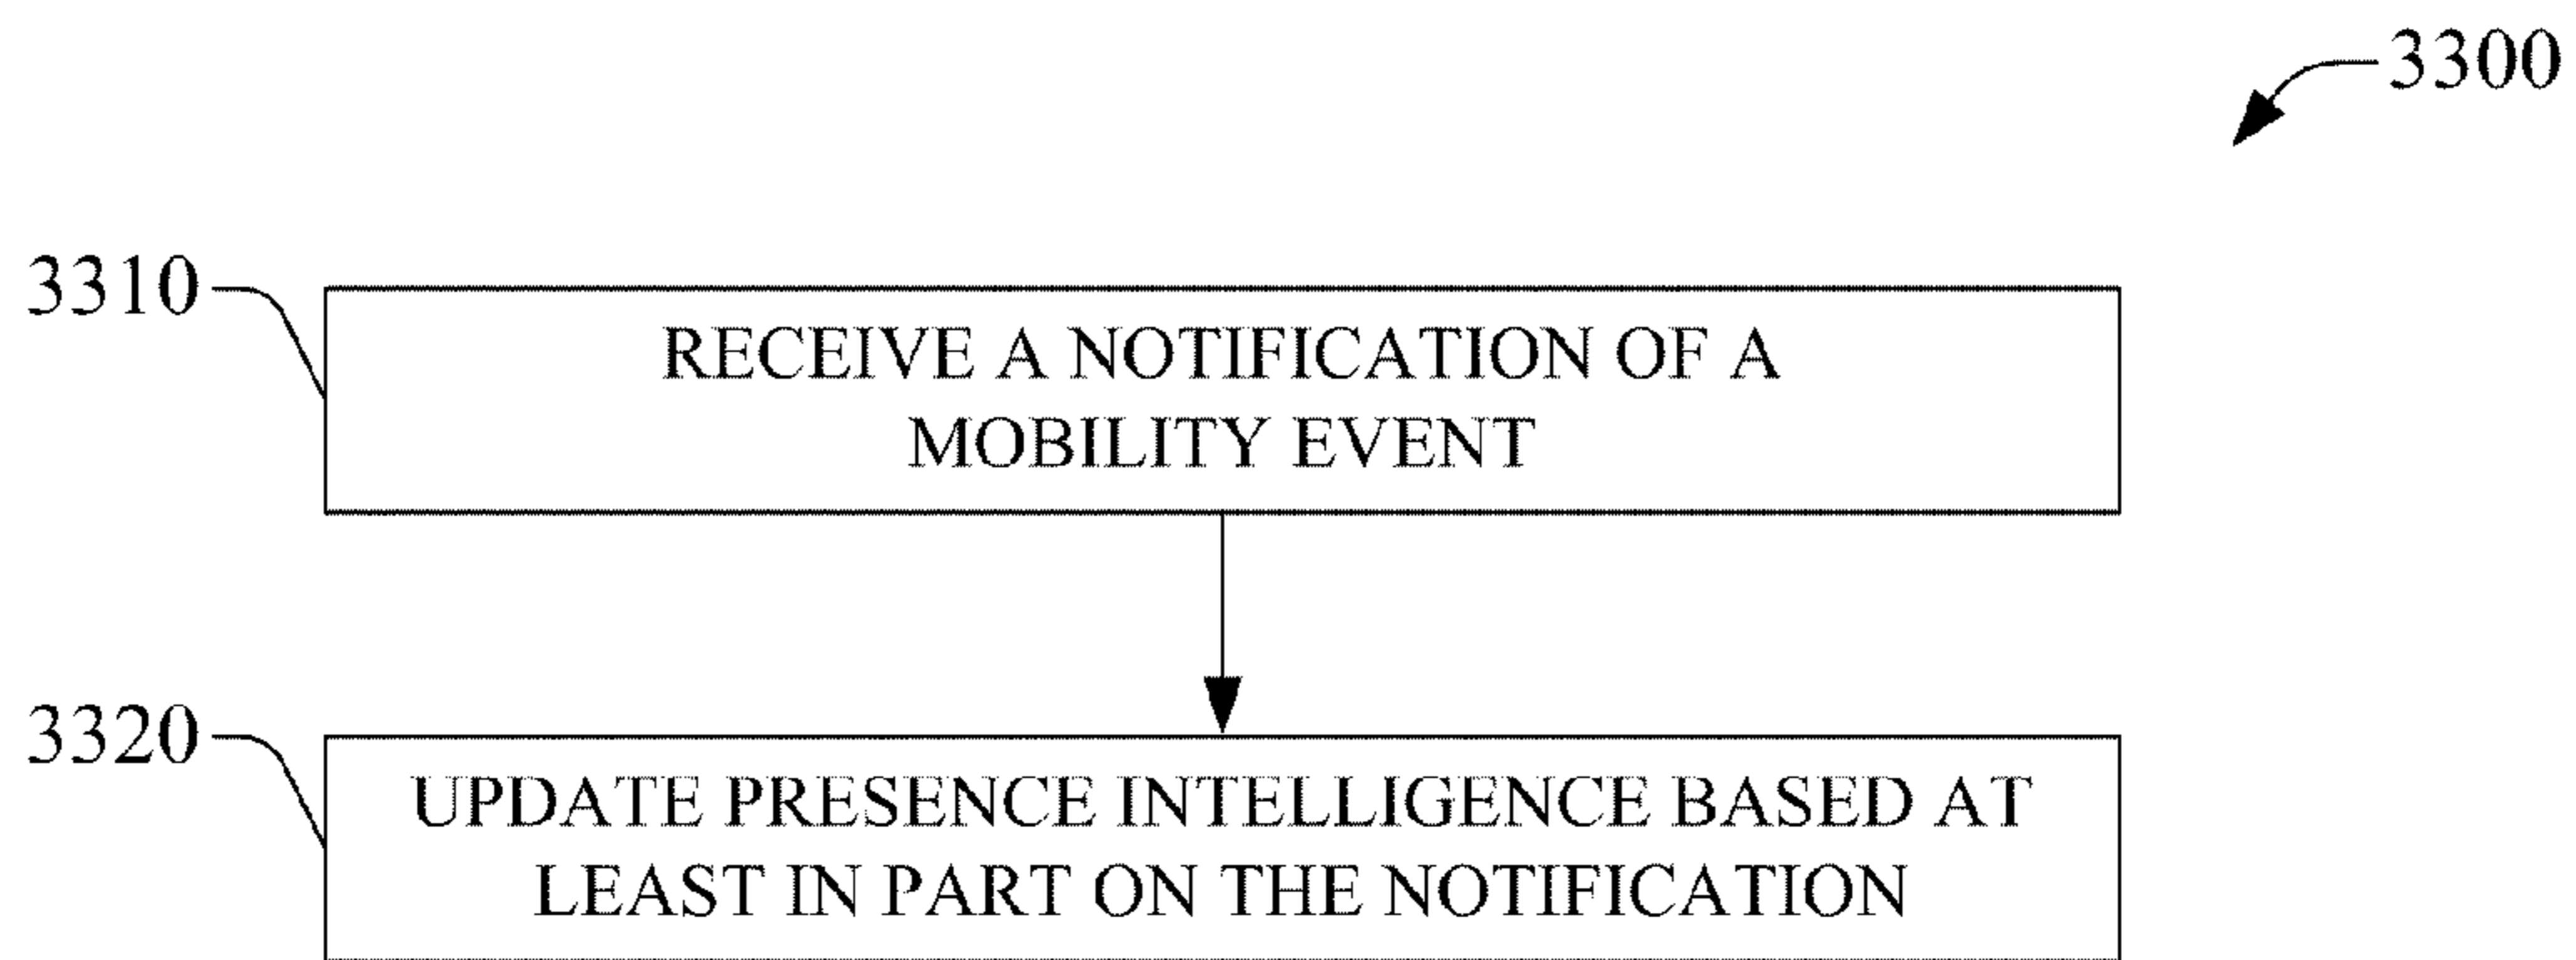 3300
3310
RECEIVE A NOTIFICATION OF A
MOBILITY EVENT
3320
UPDATE PRESENCE INTELLIGENCE BASED AT
LEAST IN PART ON THE NOTIFICATION